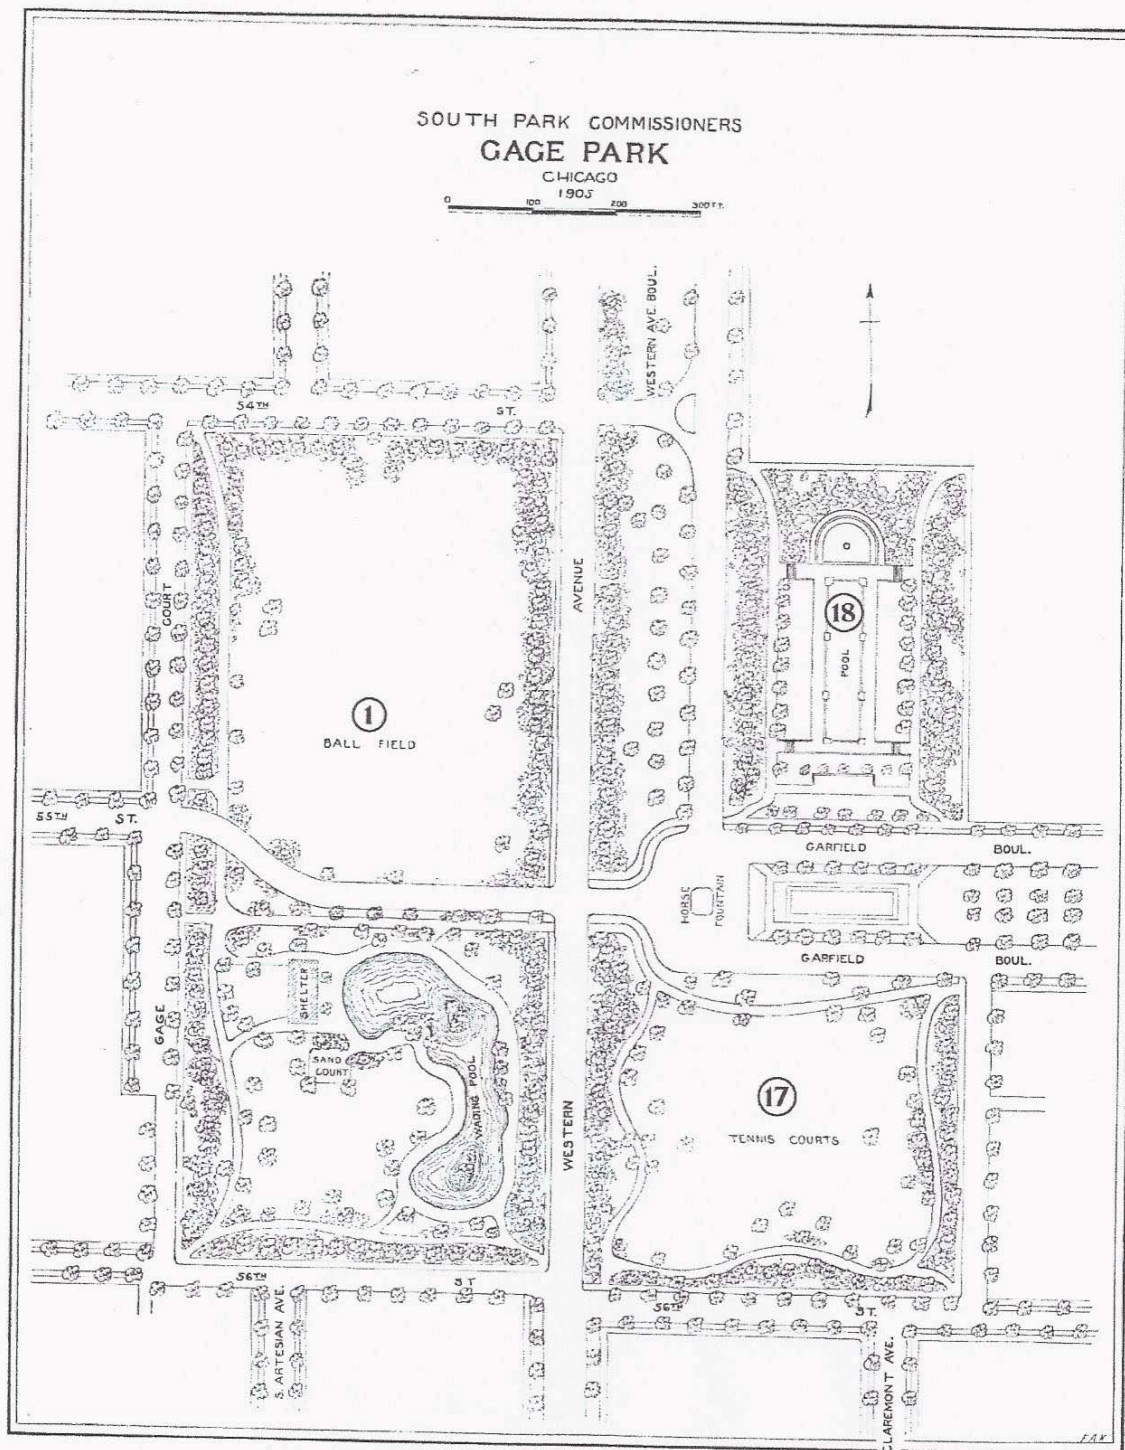 SOUTH PARK COMMISSIONERS
GAGE PARK
CHICAGO
1905
0 100 200 300 FT.
WESTERN AVE. BOUL.
54TH ST.
COURT
AVENUE
18
POOL
1
BALL FIELD
55TH ST.
GARFIELD BOUL.
HORSE FOUNTAIN
GARFIELD BOUL.
SHELTER
GAGE
SAND COURT
WADING POOL
17
TENNIS COURTS
WESTERN
56TH ST
56TH ST.
S. ARTESIAN AVE.
CLAREMONT AVE.
F.A.K